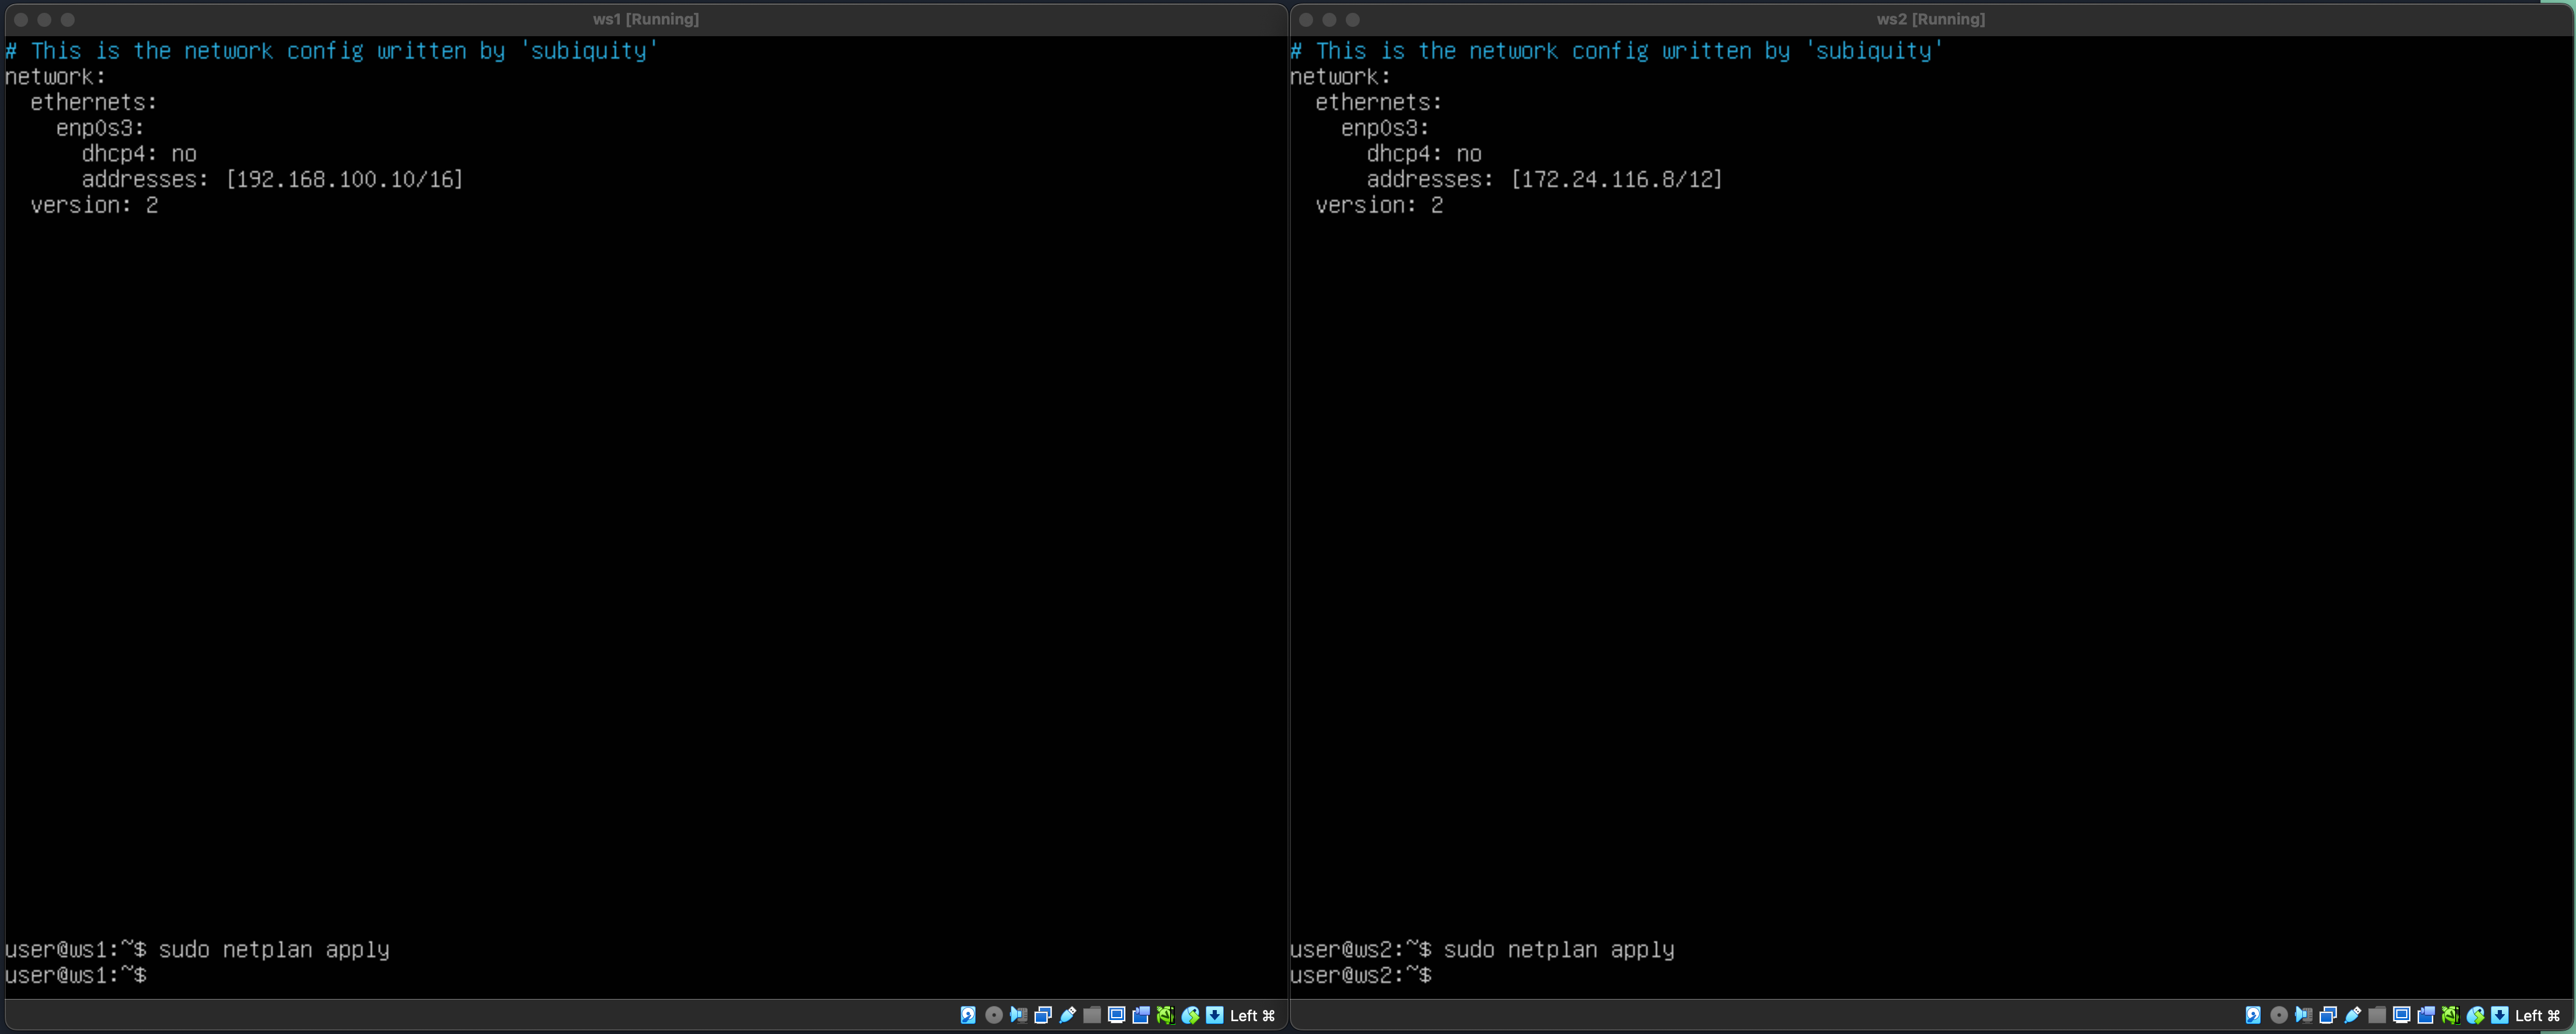 ws1 [Running]
# This is the network config written by 'subiquity'
network:
  ethernets:
    enp0s3:
      dhcp4: no
      addresses: [192.168.100.10/16]
  version: 2
user@ws1:~$ sudo netplan apply
user@ws1:~$
Left ⌘
ws2 [Running]
# This is the network config written by 'subiquity'
network:
  ethernets:
    enp0s3:
      dhcp4: no
      addresses: [172.24.116.8/12]
  version: 2
user@ws2:~$ sudo netplan apply
user@ws2:~$
Left ⌘